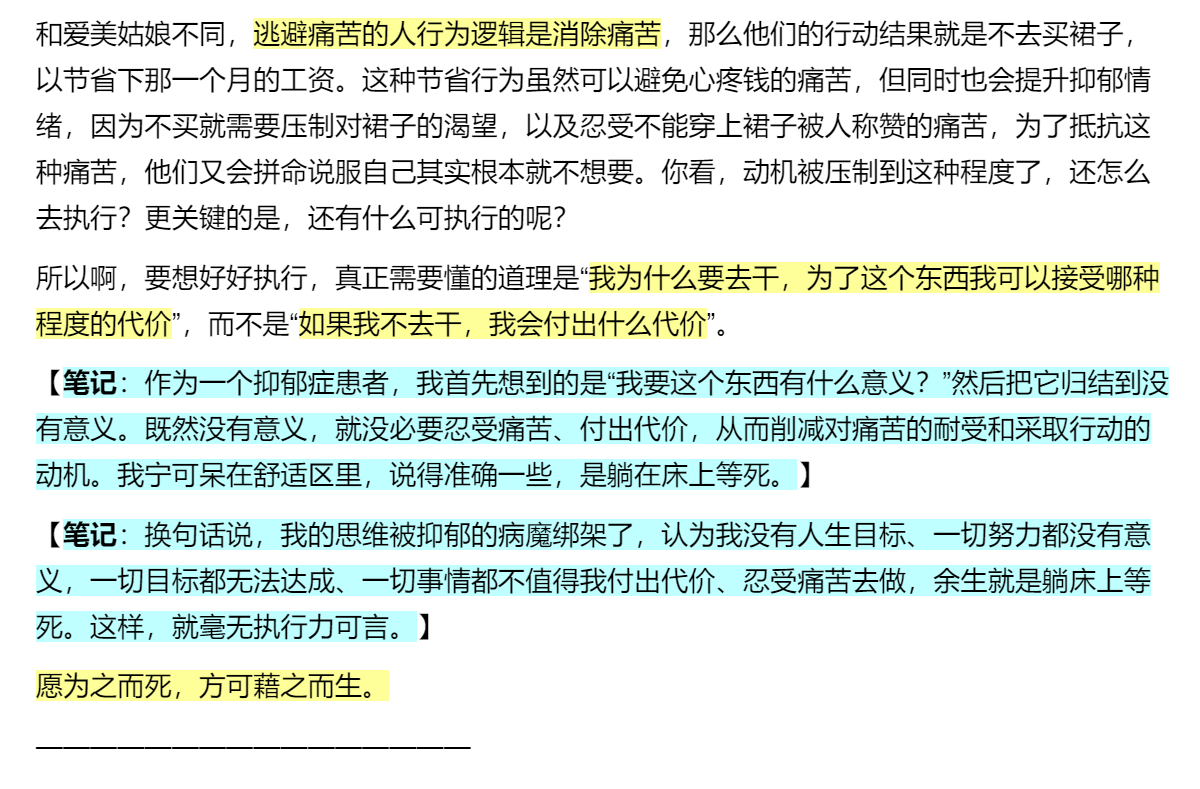 和爱美姑娘不同，逃避痛苦的人行为逻辑是消除痛苦，那么他们的行动结果就是不去买裙子，
以节省下那一个月的工资。这种节省行为虽然可以避免心疼钱的痛苦，但同时也会提升抑郁情
绪，因为不买就需要压制对裙子的渴望，以及忍受不能穿上裙子被人称赞的痛苦，为了抵抗这
种痛苦，他们又会拼命说服自己其实根本就不想要。你看，动机被压制到这种程度了，还怎么
去执行？更关键的是，还有什么可执行的呢？
所以啊，要想好好执行，真正需要懂的道理是“我为什么要去干，为了这个东西我可以接受哪种
程度的代价”，而不是“如果我不去干，我会付出什么代价”。
【笔记：作为一个抑郁症患者，我首先想到的是“我要这个东西有什么意义？”然后把它归结到没
有意义。既然没有意义，就没必要忍受痛苦、付出代价，从而削减对痛苦的耐受和采取行动的
动机。我宁可呆在舒适区里，说得准确一些，是躺在床上等死。】
【笔记：换句话说，我的思维被抑郁的病魔绑架了，认为我没有人生目标、一切努力都没有意
义，一切目标都无法达成、一切事情都不值得我付出代价、忍受痛苦去做，余生就是躺床上等
死。这样，就毫无执行力可言。】
愿为之而死，方可藉之而生。
————————————————